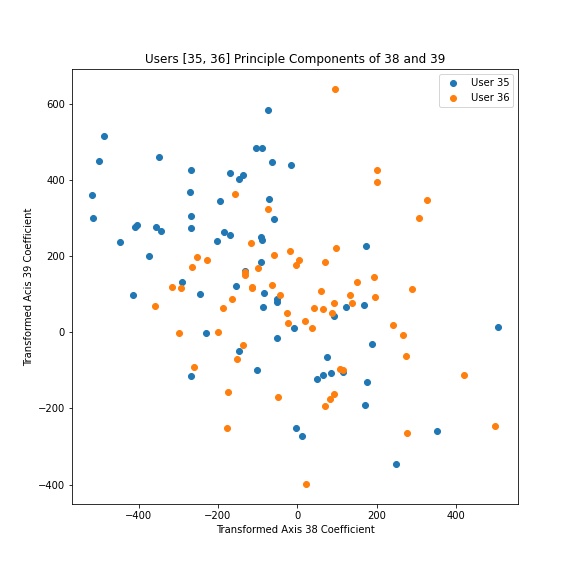 Users [35, 36] Principle Components of 38 and 39
User 35
User 36
Transformed Acis 39 Coefficient
600
400
200
0
−200
−400
−400
−200
0
200
400
Transformed Axis 38 Coefficient